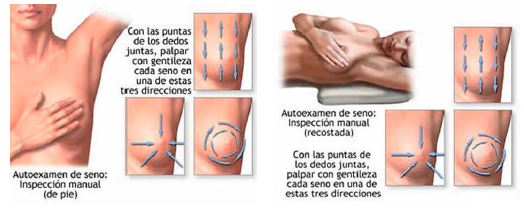 Con las puntas
de los dedos
juntas, palpar
con gentileza
cada seno en
una de estas
tres direcciones
Autoexamen de seno:
Inspección manual
(de pie)
Autoexamen de seno:
Inspección manual
(recostada)
Con las puntas de
los dedos juntas,
palpar con gentileza
cada seno en una de
estas tres direcciones